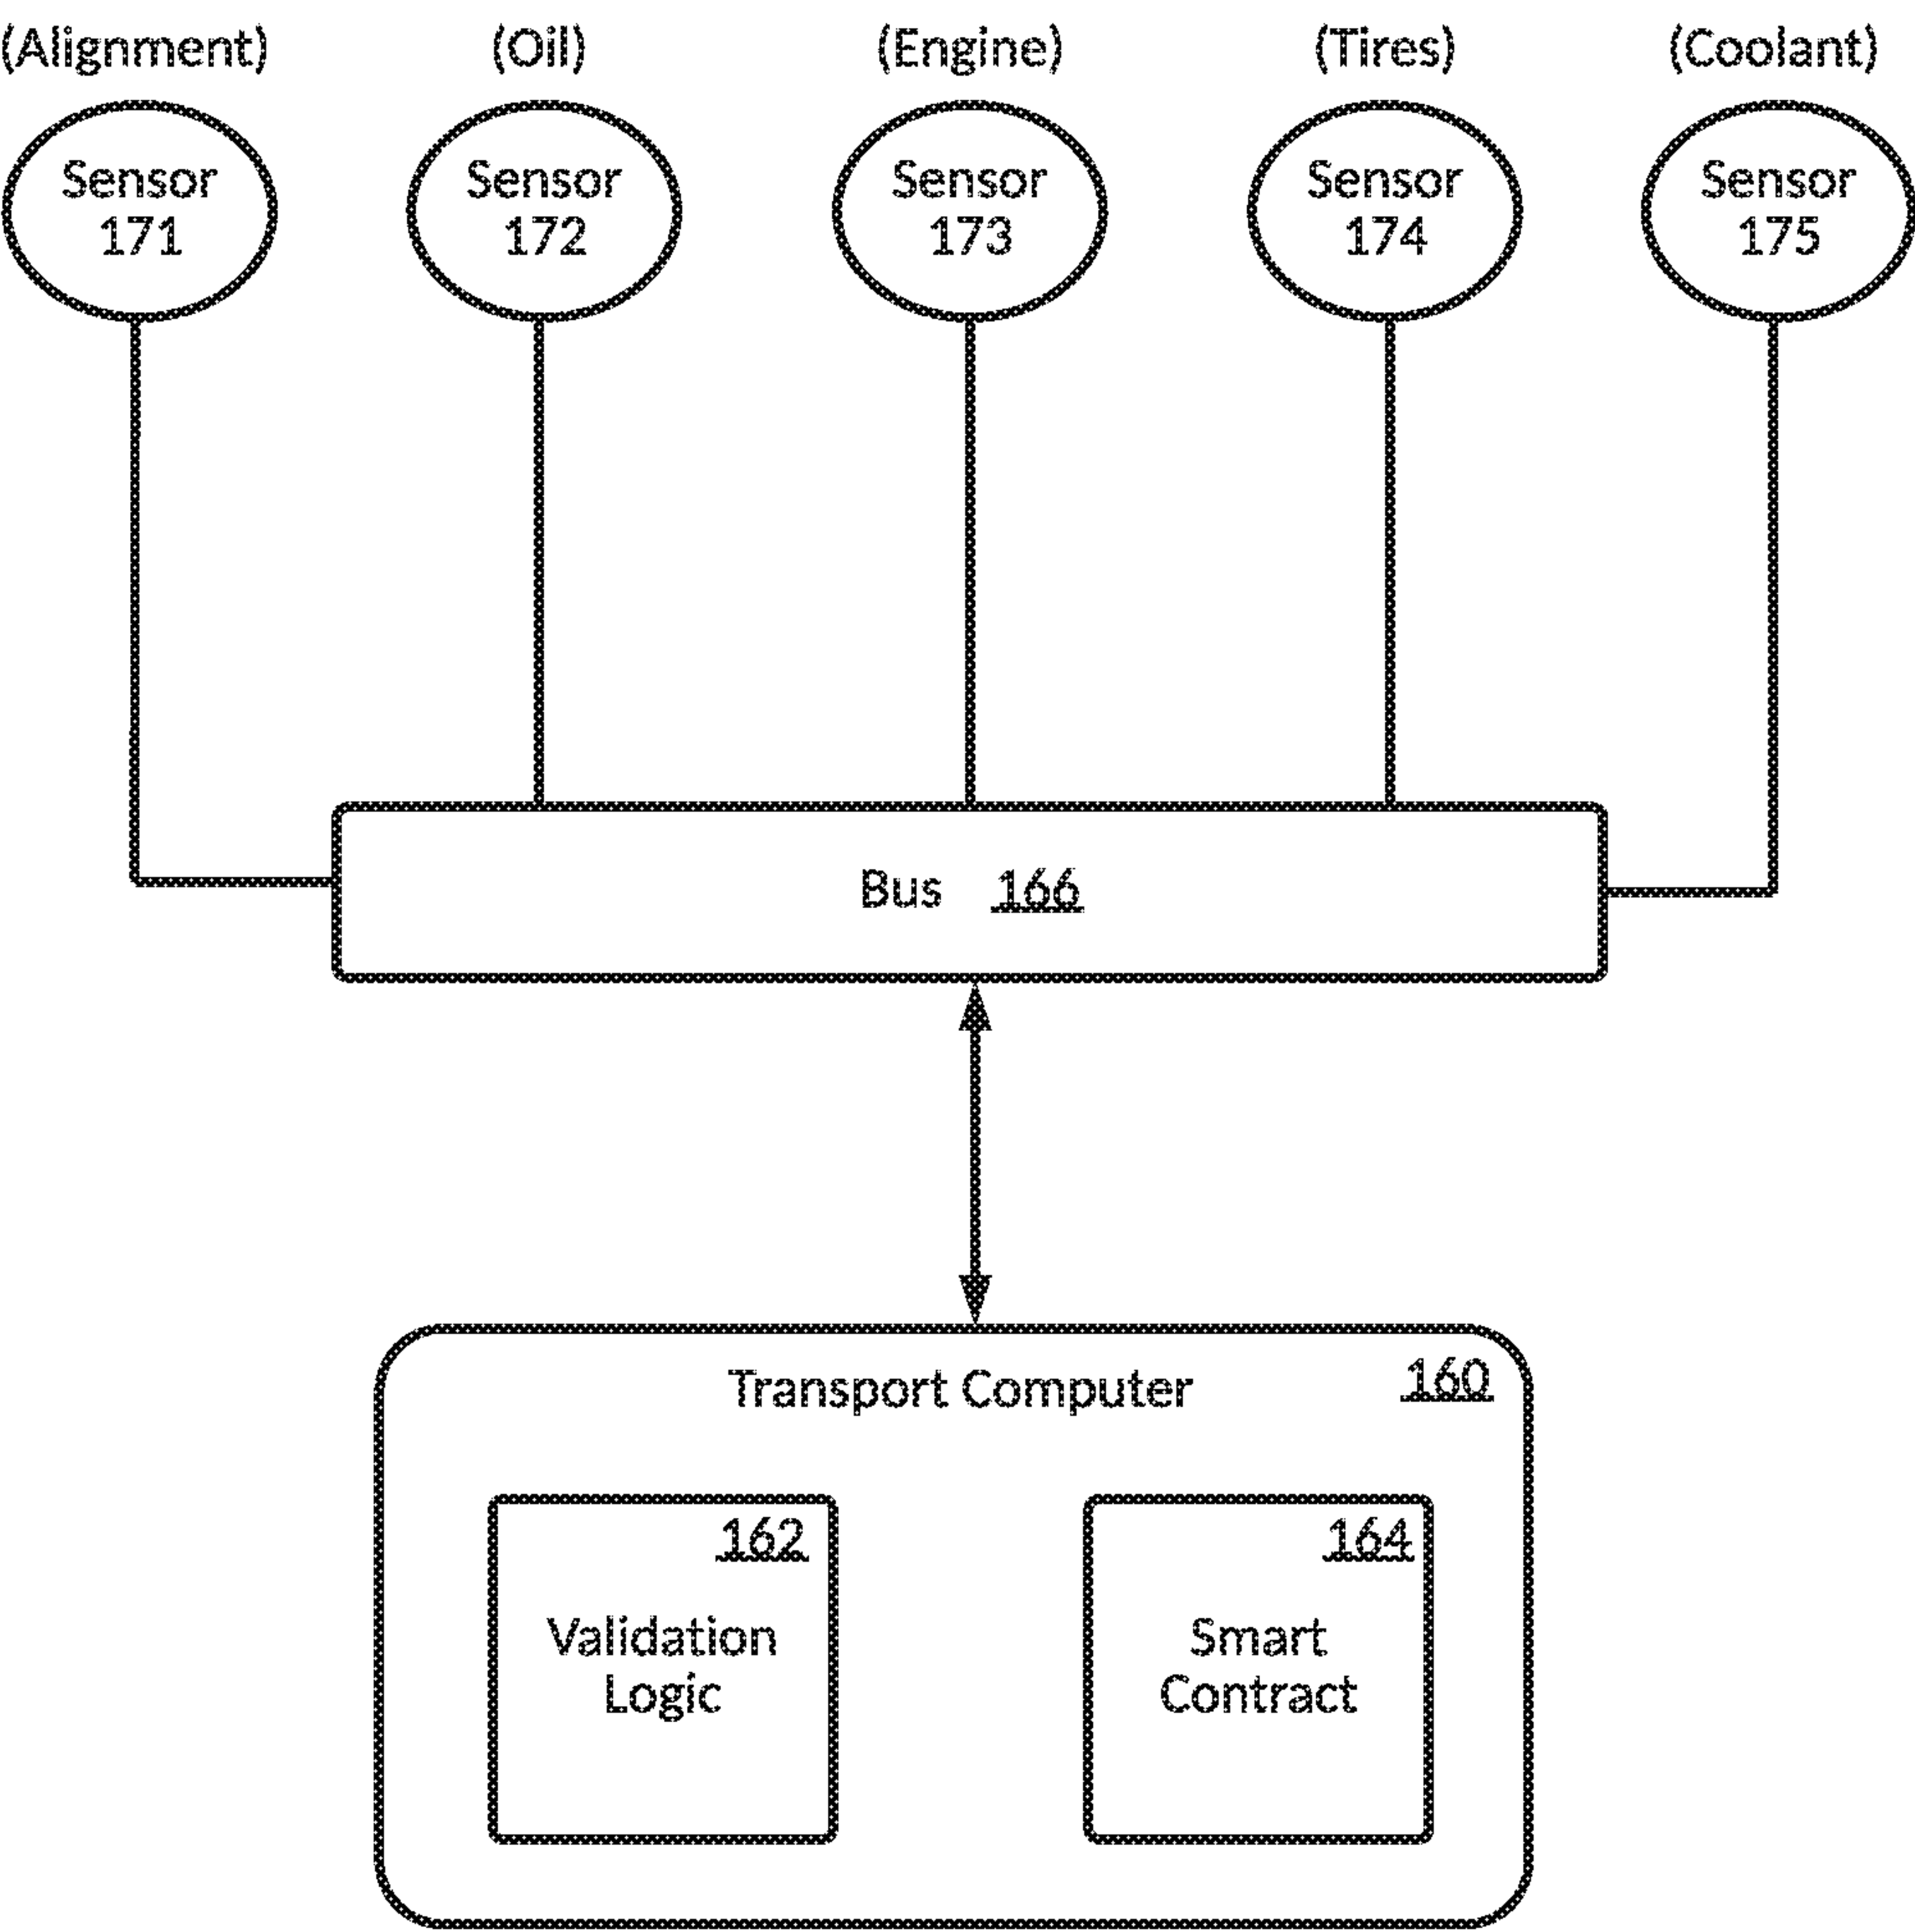 (Alignment) (Oil) (Engine) (Tires) (Coolant)
Sensor Sensor Sensor Sensor Sensor
171 172 173 174 175
Bus 166
Transport Computer 160
162 164
Validation Smart
Logic Contract